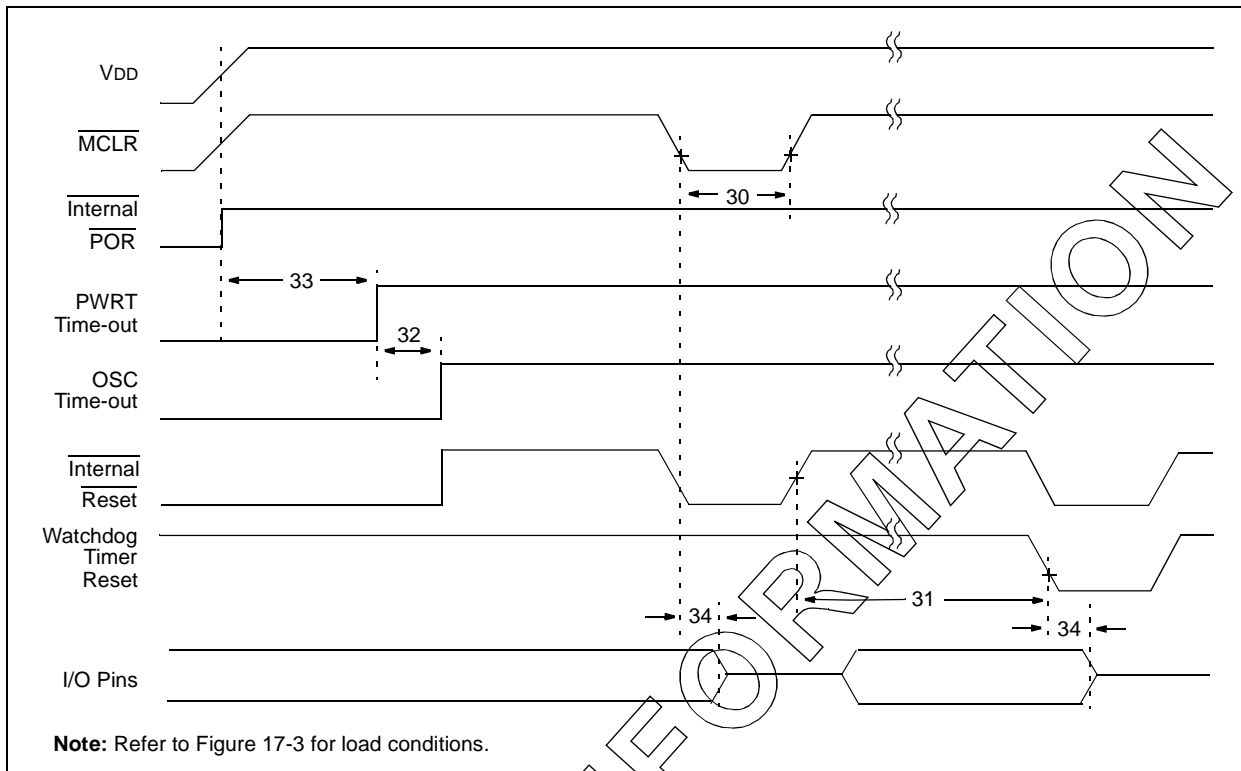 VDD
MCLR
30
Internal
POR
33
PWRT
Time-out
32
OSC
Time-out
Internal
Reset
Watchdog
Timer
Reset
31
34
34
I/O Pins
Note: Refer to Figure 17-3 for load conditions.
FORMATION